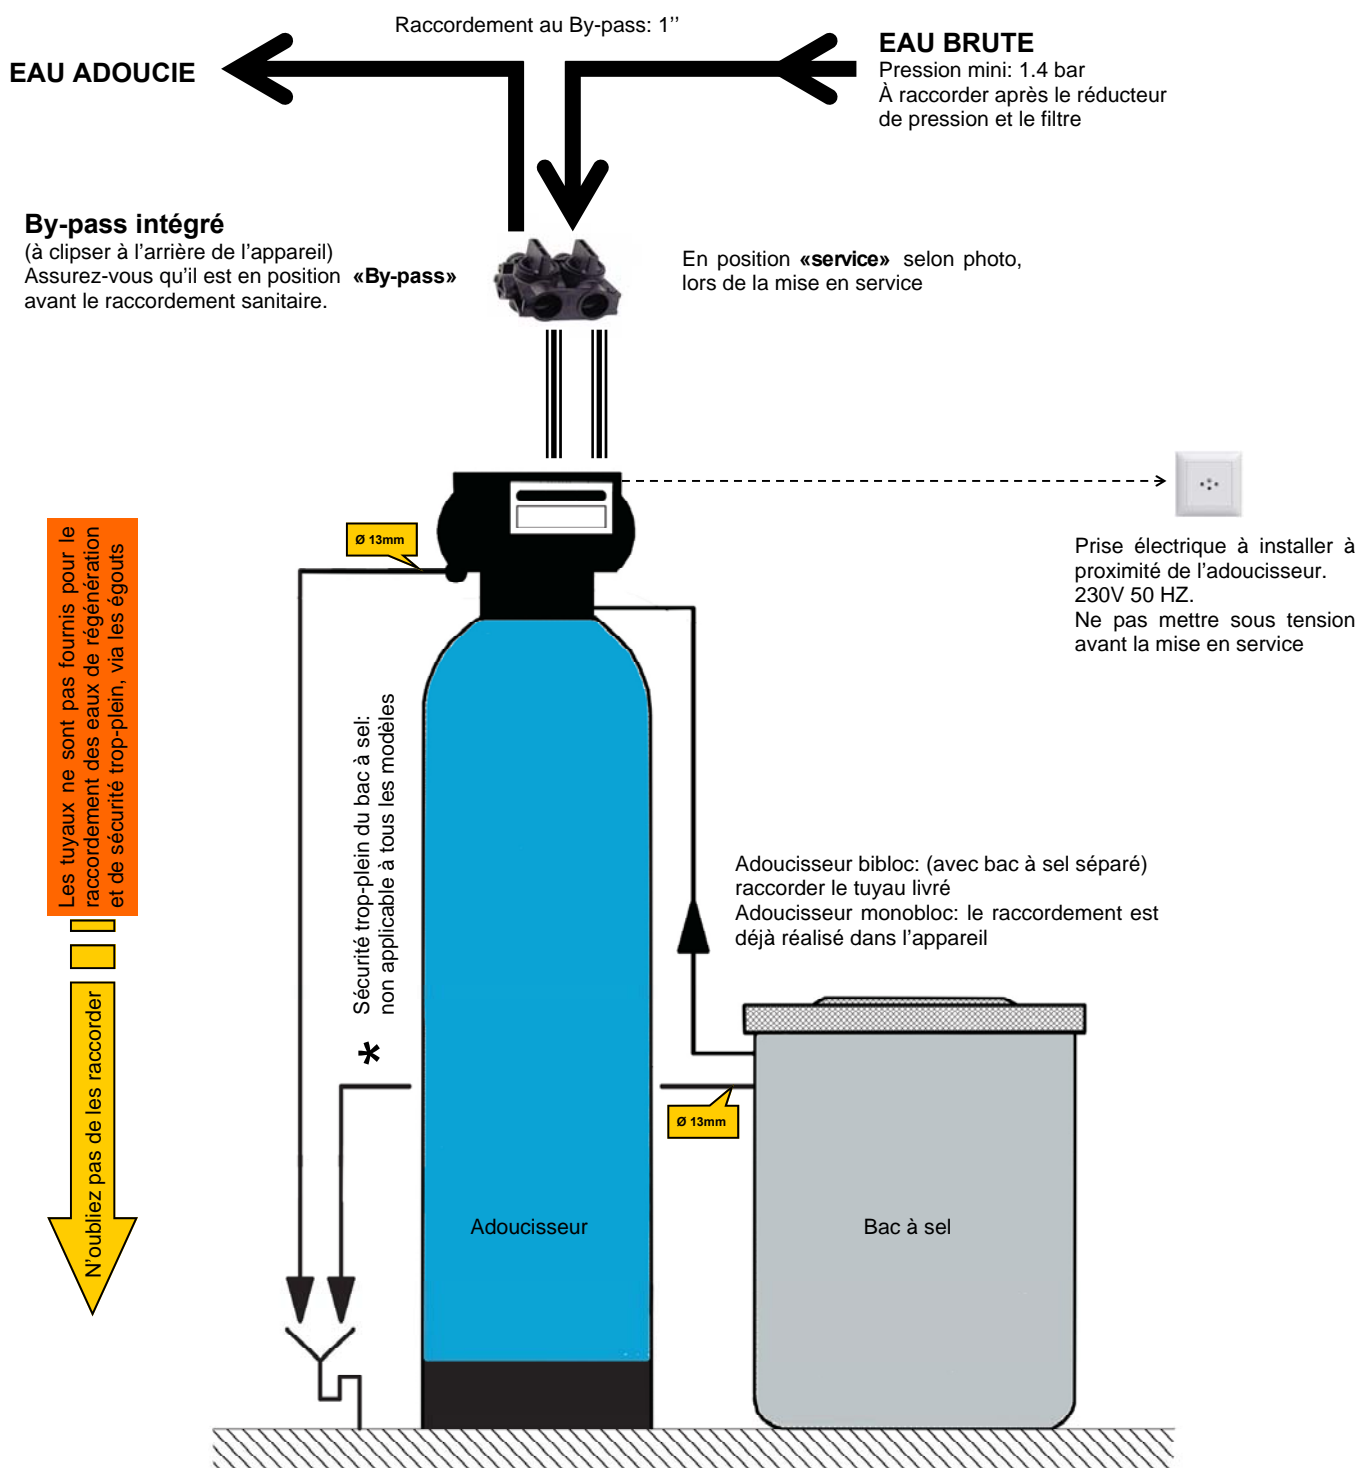 Raccordement au By-pass: 1’’
EAU ADOUCIE
EAU BRUTE
Pression mini: 1.4 bar
À raccorder après le réducteur
de pression et le filtre
By-pass intégré
(à clipser à l’arrière de l’appareil)
Assurez-vous qu’il est en position «By-pass»
avant le raccordement sanitaire.
En position «service» selon photo,
lors de la mise en service
Ø 13mm
Prise électrique à installer à
proximité de l’adoucisseur.
230V 50 HZ.
Ne pas mettre sous tension
avant la mise en service
Les tuyaux ne sont pas fournis pour le
raccordement des eaux de régénération
et de sécurité trop-plein, via les égouts
N’oubliez pas de les raccorder
* Sécurité trop-plein du bac à sel:
non applicable à tous les modèles
Adoucisseur bibloc: (avec bac à sel séparé)
raccorder le tuyau livré
Adoucisseur monobloc: le raccordement est
déjà réalisé dans l’appareil
Ø 13mm
Adoucisseur
Bac à sel